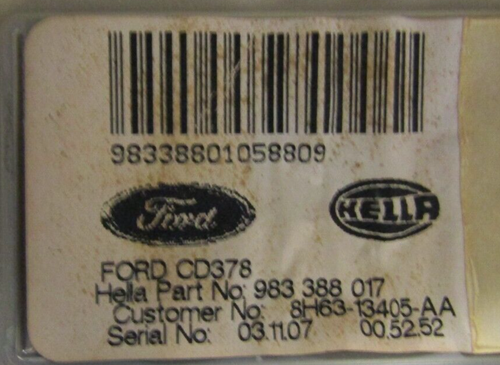 98338801058809
Ford HELLA
FORD CD378
Hella Part No: 983 388 017
Customer No: 8H63-13405-AA
Serial No: 03.11.07 00.52.52